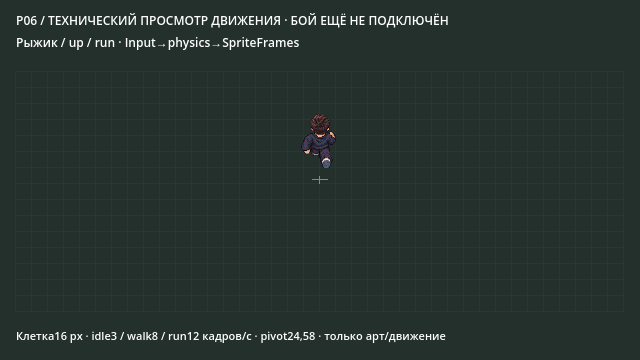 P06 / ТЕХНИЧЕСКИЙ ПРОСМОТР ДВИЖЕНИЯ · БОЙ ЕЩЁ НЕ ПОДКЛЮЧЁН
Рыжик / up / run · Input→physics→SpriteFrames
Клетка16 px · idle3 / walk8 / run12 кадров/с · pivot24,58 · только арт/движение